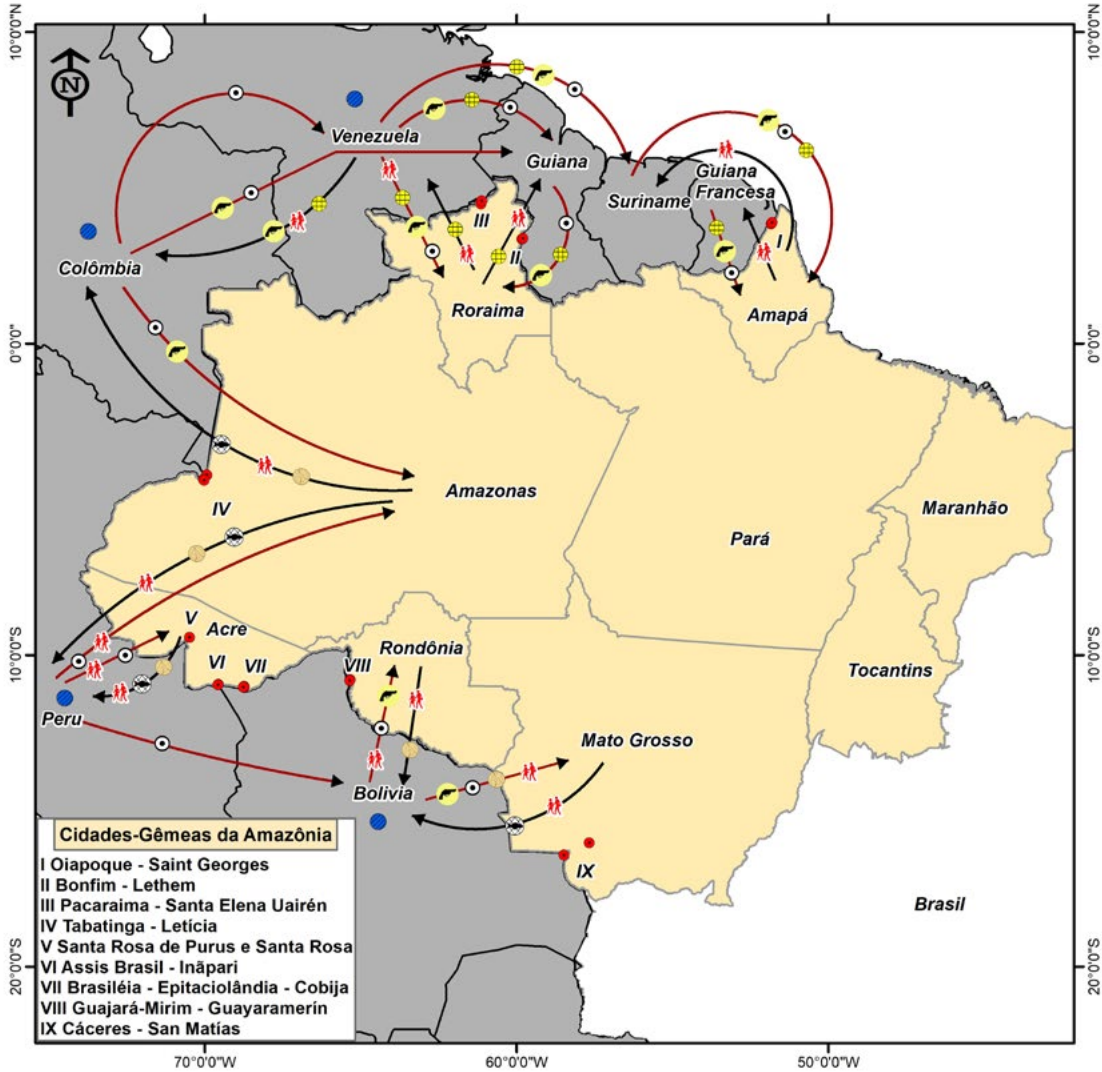 10°0'0"N
10°0'0"N
N
Venezuela
Guiana
Guiana
Francesa
Suriname
III
I
II
Colômbia
Roraima
Amapá
0°0'0"
0°0'0"
Amazonas
IV
Maranhão
Pará
V
Acre
Rondônia
VI
VII
VIII
10°0'0"S
10°0'0"S
Tocantins
Peru
Mato Grosso
Bolivia
IX
Brasil
Cidades-Gêmeas da Amazônia
I Oiapoque - Saint Georges
II Bonfim - Lethem
III Pacaraima - Santa Elena Uairén
IV Tabatinga - Letícia
V Santa Rosa de Purus e Santa Rosa
VI Assis Brasil - Inãpari
VII Brasiléia - Epitaciolândia - Cobija
VIII Guajará-Mirim - Guayaramerín
IX Cáceres - San Matías
20°0'0"S
20°0'0"S
70°0'0"W
60°0'0"W
50°0'0"W